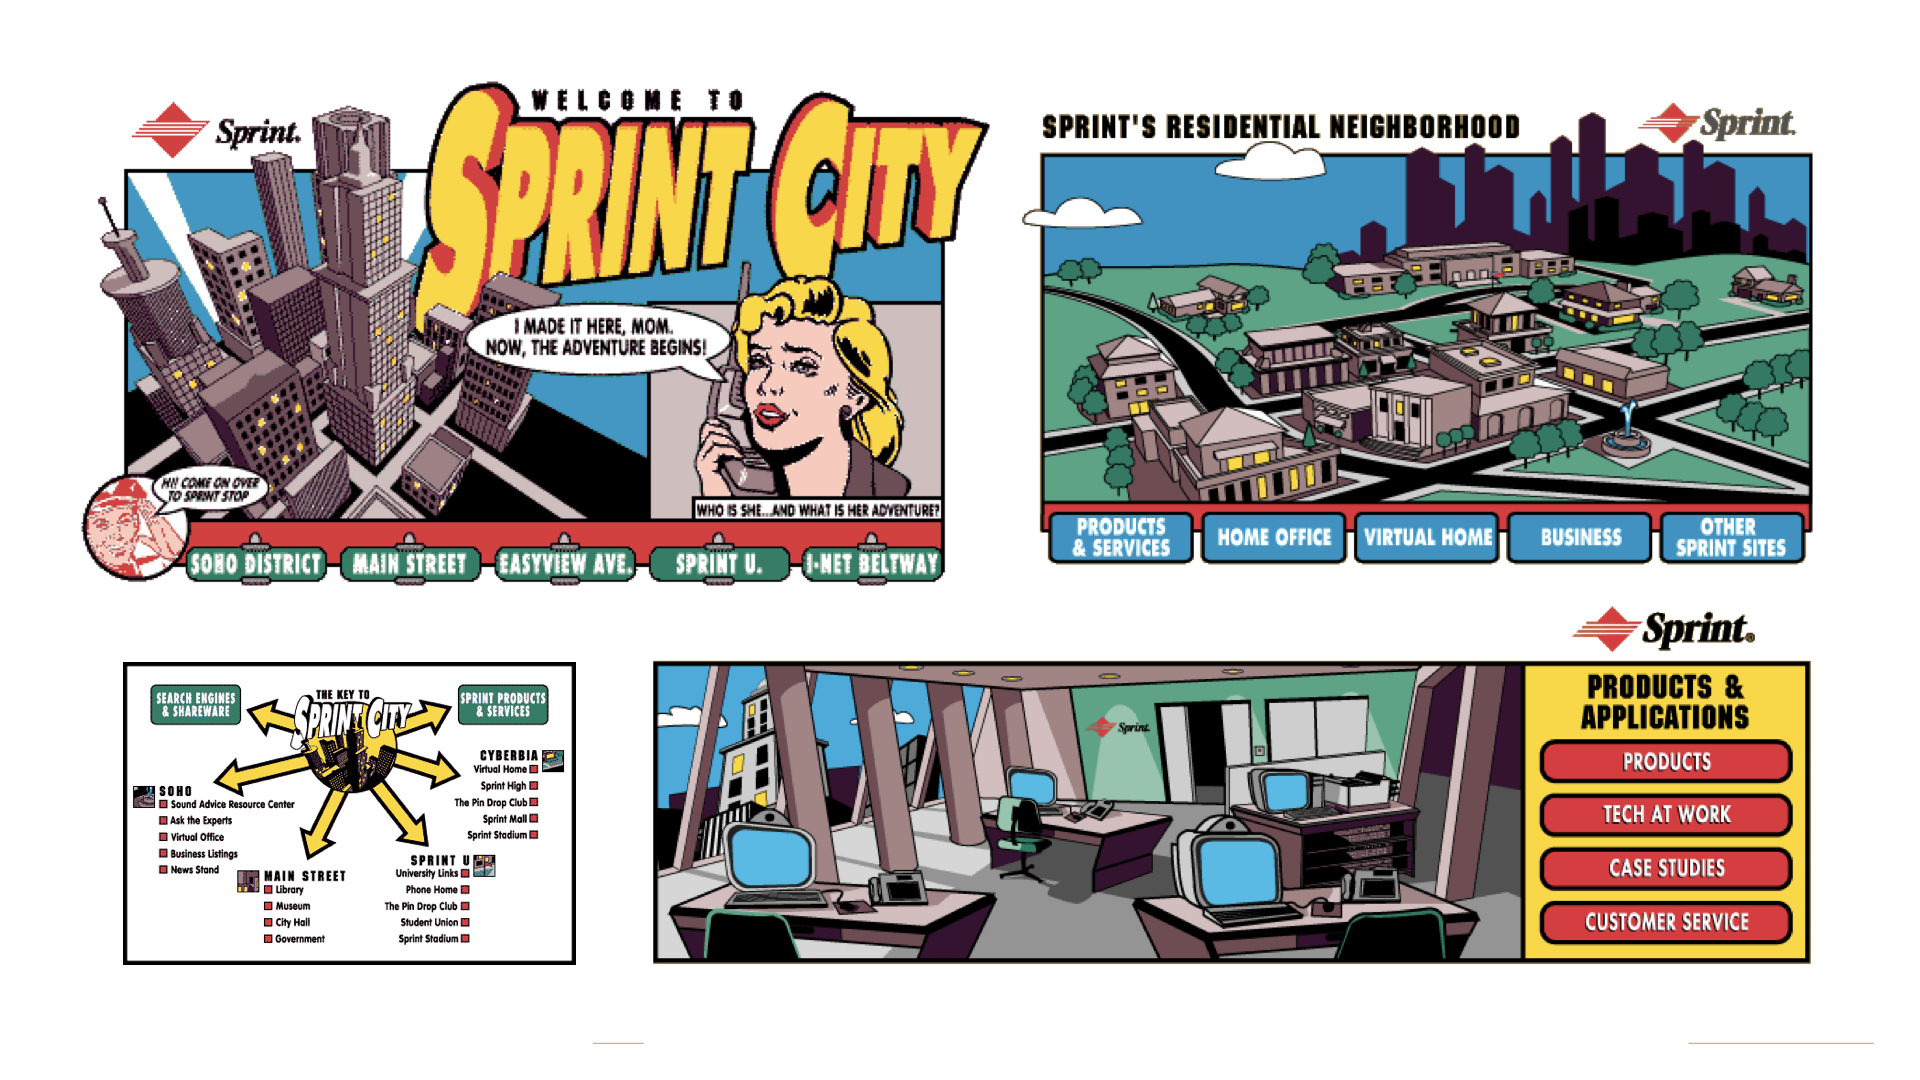 Sprint.
WELCOME TO
SPRINT CITY
I MADE IT HERE, MOM.
NOW, THE ADVENTURE BEGINS!
HI! COME ON OVER
TO SPRINT STOP
WHO IS SHE...AND WHAT IS HER ADVENTURE?
SOHO DISTRICT
MAIN STREET
EASYVIEW AVE.
SPRINT U.
I-NET BELTWAY
SPRINT'S RESIDENTIAL NEIGHBORHOOD
Sprint.
PRODUCTS
& SERVICES
HOME OFFICE
VIRTUAL HOME
BUSINESS
OTHER
SPRINT SITES
SEARCH ENGINES
& SHAREWARE
THE KEY TO
SPRINT CITY
SPRINT PRODUCTS
& SERVICES
SOHO
Sound Advice Resource Center
Ask the Experts
Virtual Office
Business Listings
News Stand
MAIN STREET
Library
Museum
City Hall
Government
SPRINT U
University Links
Phone Home
The Pin Drop Club
Student Union
Sprint Stadium
CYBERBIA
Virtual Home
Sprint High
The Pin Drop Club
Sprint Mall
Sprint Stadium
Sprint®
Sprint.
PRODUCTS &
APPLICATIONS
PRODUCTS
TECH AT WORK
CASE STUDIES
CUSTOMER SERVICE